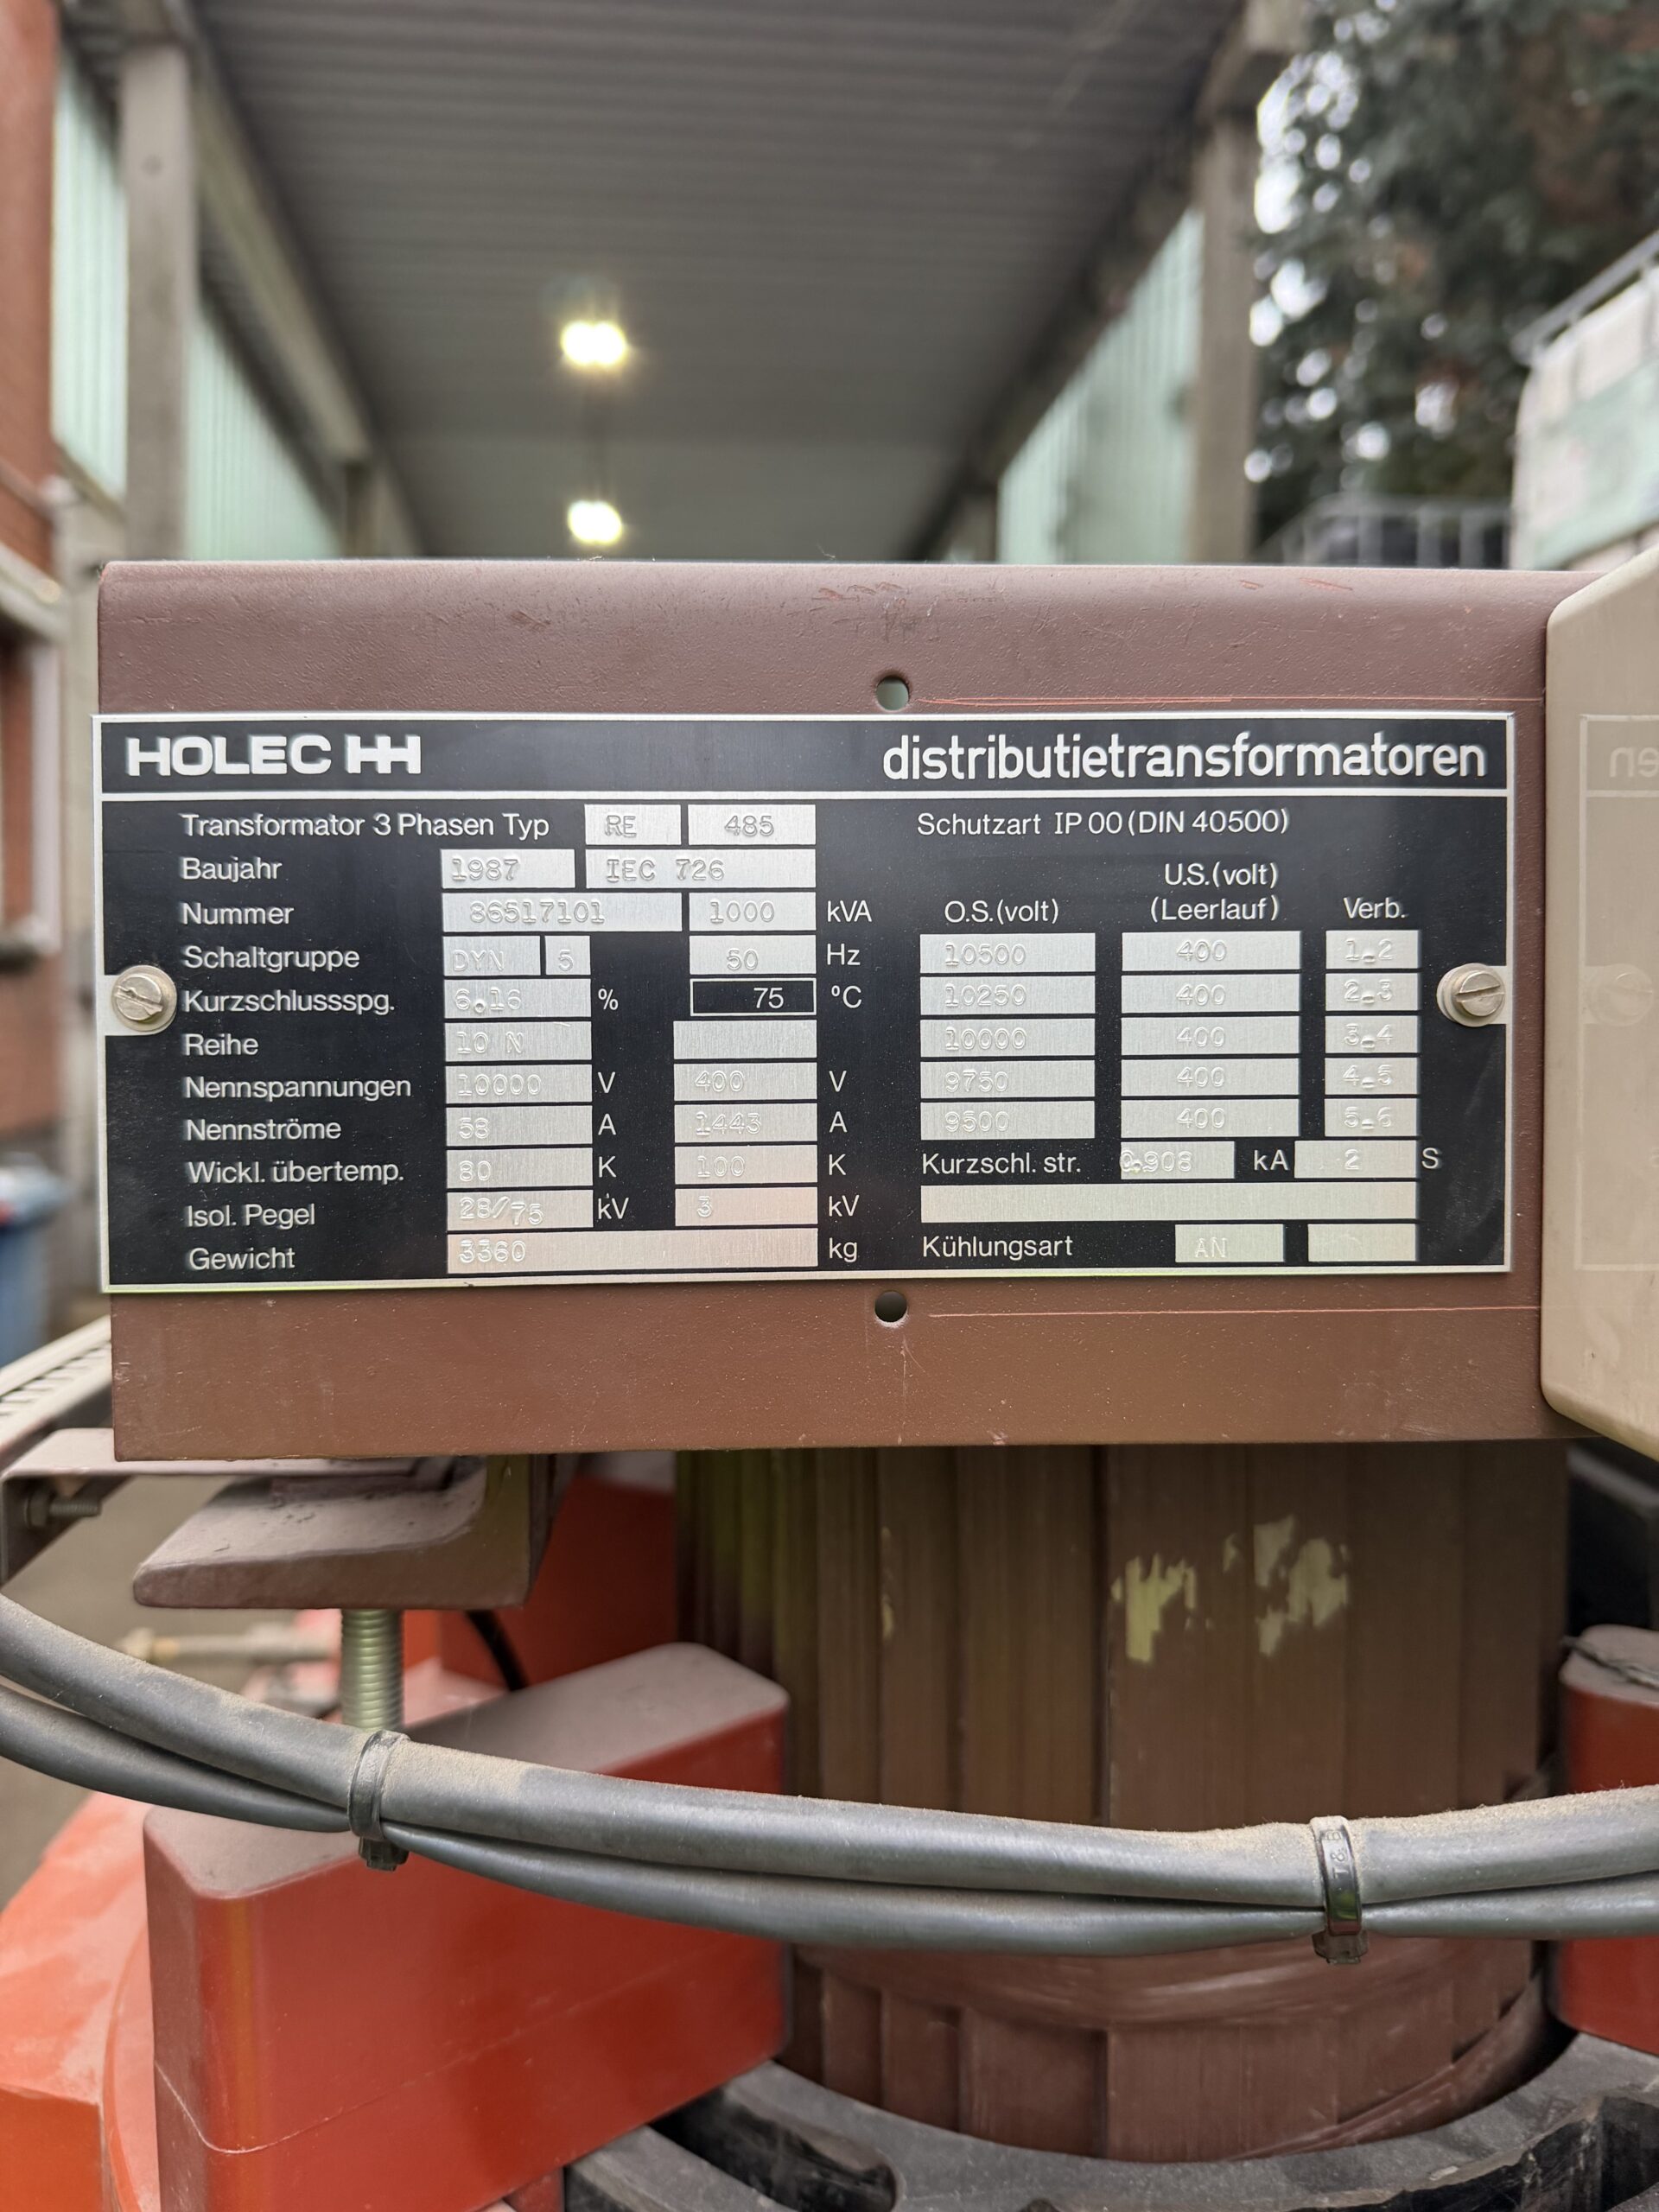 HOLEC HH distributietransformatoren
Transformator 3 Phasen Typ RE 485
Baujahr 1987 IEC 726
Nummer 86517101 1000 kVA
Schaltgruppe DYN 5 50 Hz
Kurzschlussspg. 6.16 % 75 °C
Reihe 10 N
Nennspannungen 10000 V 400 V
Nennströme 58 A 1443 A
Wickl. übertemp. 80 K 100 K
Isol. Pegel 28/75 kV 3 kV
Gewicht 3360 kg
Schutzart IP 00 (DIN 40500)
U.S. (volt)
O.S. (volt) (Leerlauf) Verb.
10500 400 1-2
10250 400 2-3
10000 400 3-4
9750 400 4-5
9500 400 5-6
Kurzschl. str. 0.908 kA 2 S
Kühlungsart AN
T&B